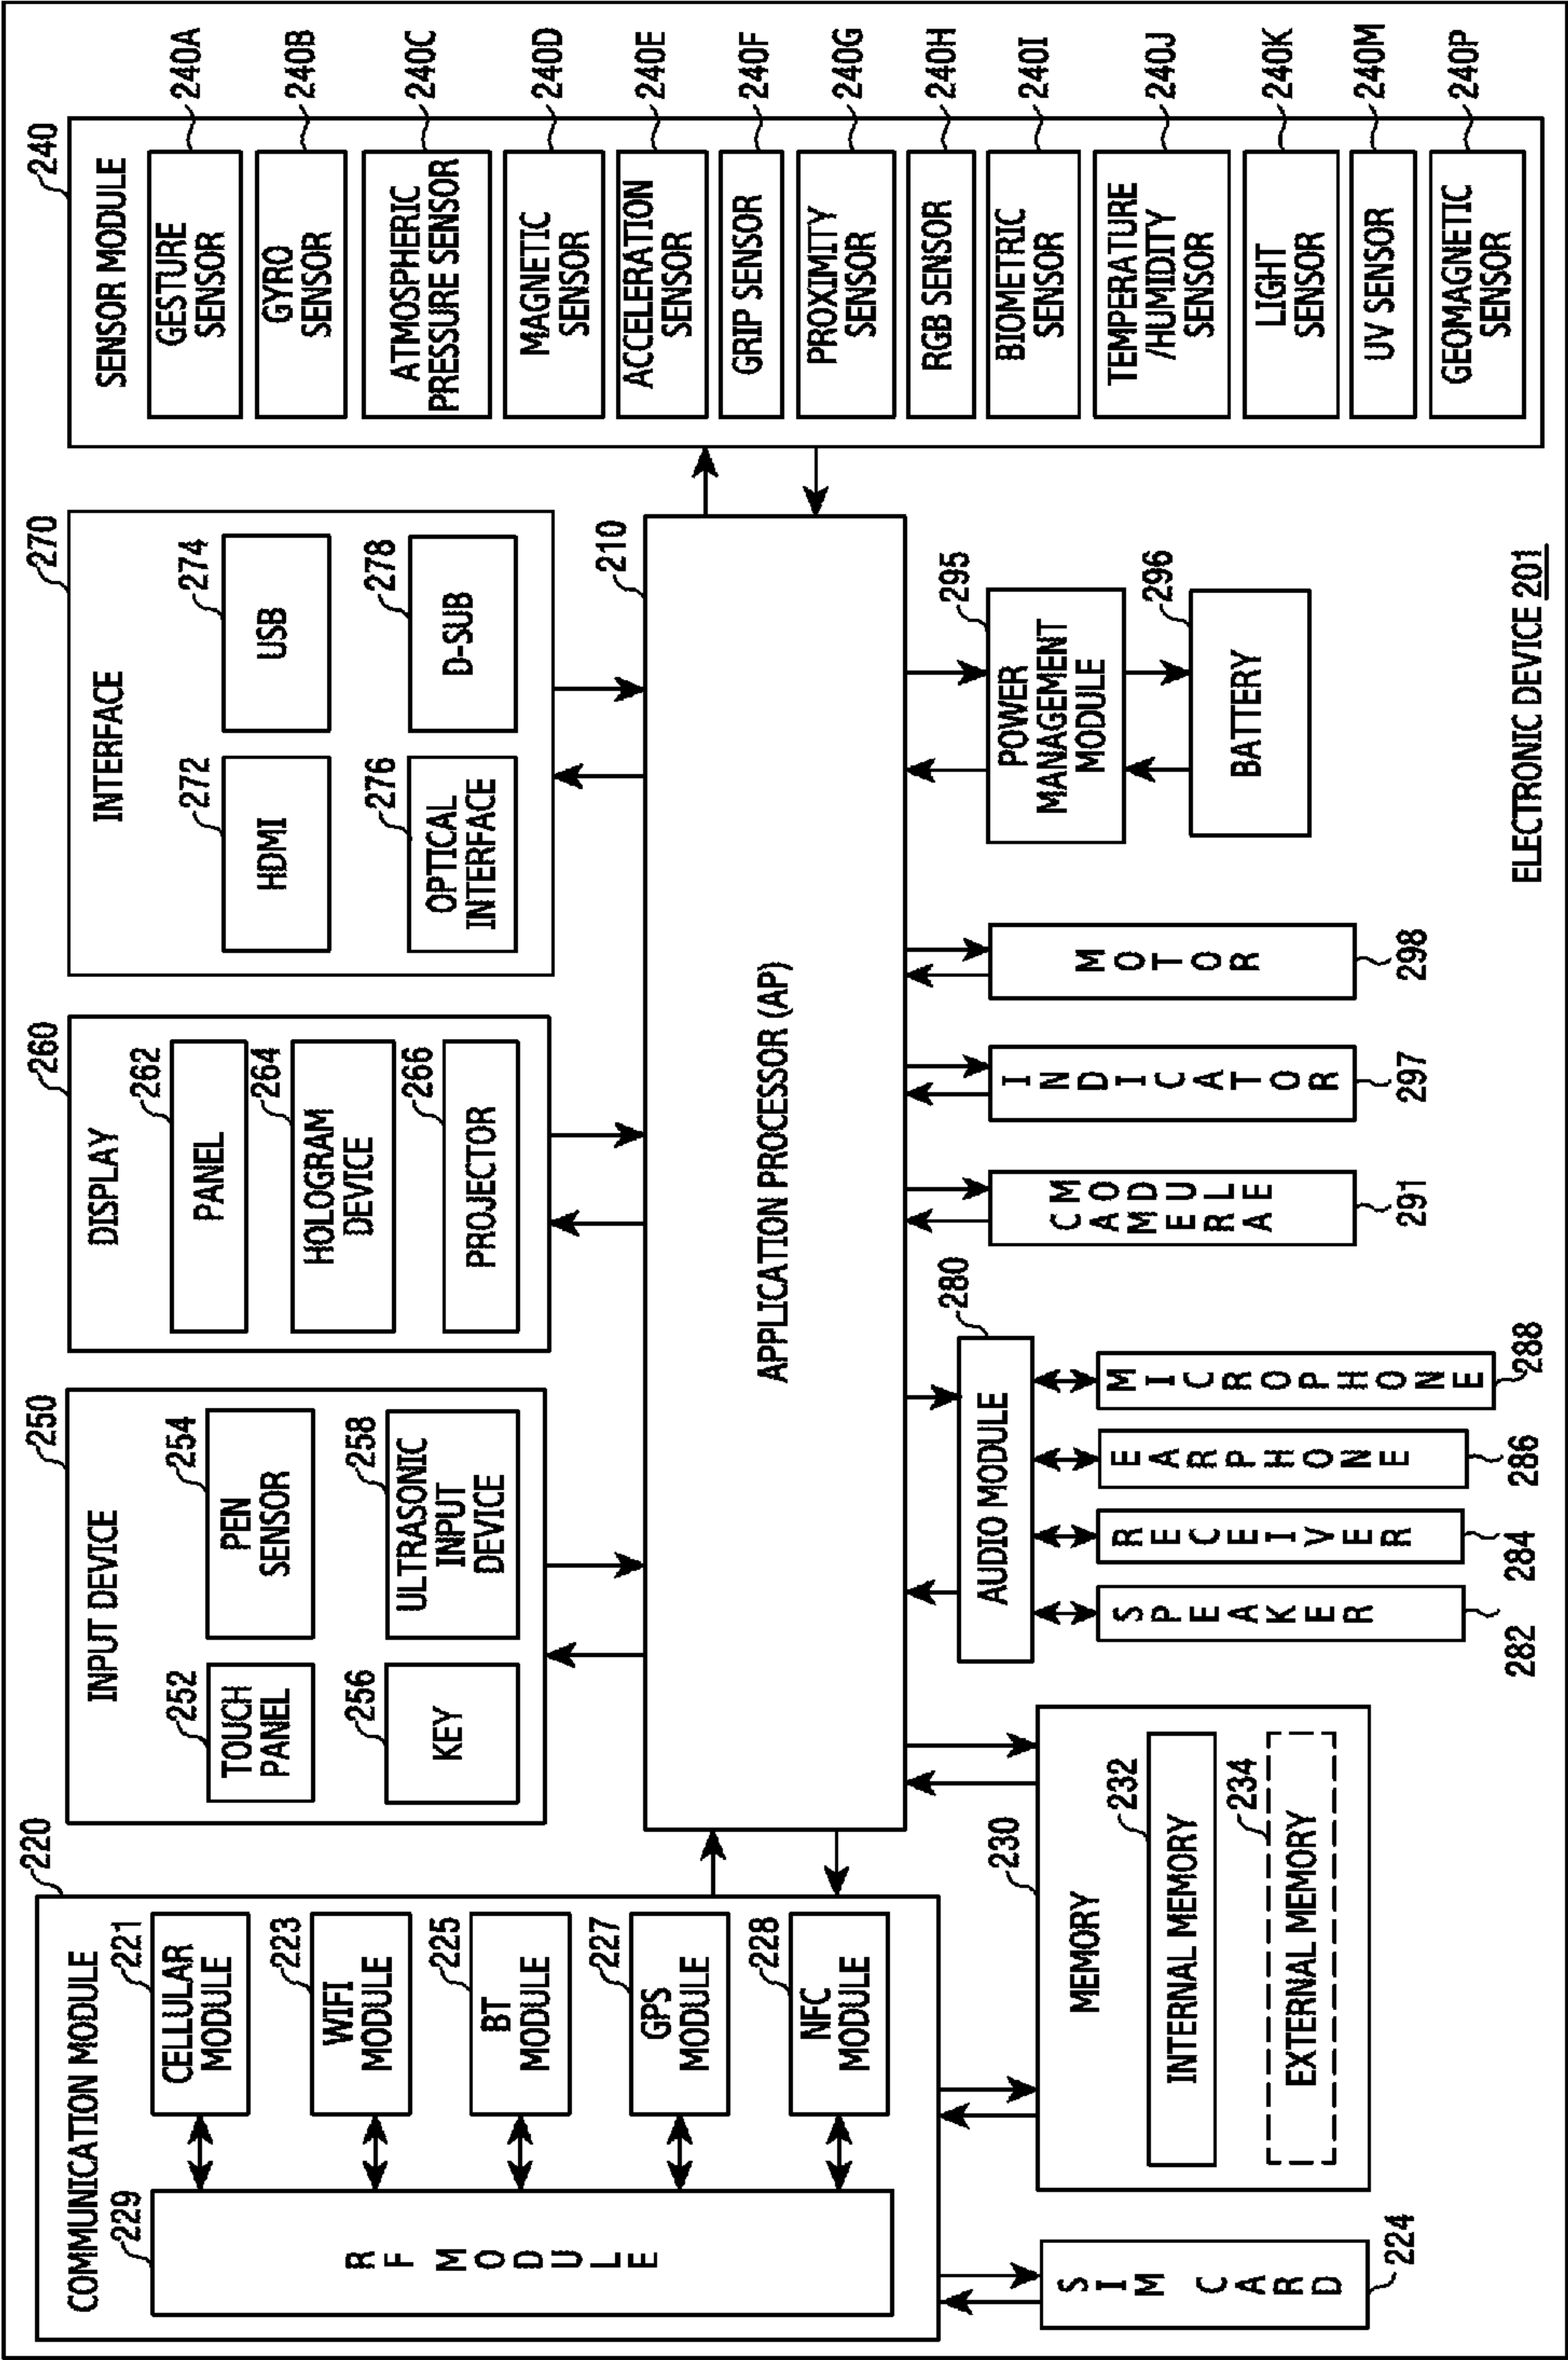 COMMUNICATION MODULE
220
229
RF MODULE
221
CELLULAR
MODULE
223
WIFI
MODULE
225
BT
MODULE
227
GPS
MODULE
228
NFC
MODULE
INPUT DEVICE
250
252
TOUCH
PANEL
254
PEN
SENSOR
256
KEY
258
ULTRASONIC
INPUT
DEVICE
DISPLAY
260
262
PANEL
264
HOLOGRAM
DEVICE
266
PROJECTOR
INTERFACE
270
272
HDMI
274
USB
276
OPTICAL
INTERFACE
278
D-SUB
240
SENSOR MODULE
GESTURE
SENSOR
240A
GYRO
SENSOR
240B
ATMOSPHERIC
PRESSURE SENSOR
240C
MAGNETIC
SENSOR
240D
ACCELERATION
SENSOR
240E
GRIP SENSOR
240F
PROXIMITY
SENSOR
240G
RGB SENSOR
240H
BIOMETRIC
SENSOR
240I
TEMPERATURE
/HUMIDITY
SENSOR
240J
LIGHT
SENSOR
240K
UV SENSOR
240M
GEOMAGNETIC
SENSOR
240P
210
APPLICATION PROCESSOR (AP)
SIM CARD
224
230
MEMORY
232
INTERNAL MEMORY
234
EXTERNAL MEMORY
280
AUDIO MODULE
SPEAKER
282
RECEIVER
284
EARPHONE
286
MICROPHONE
288
CAMERA
MODULE
291
INDICATOR
297
MOTOR
298
295
POWER
MANAGEMENT
MODULE
296
BATTERY
ELECTRONIC DEVICE 201